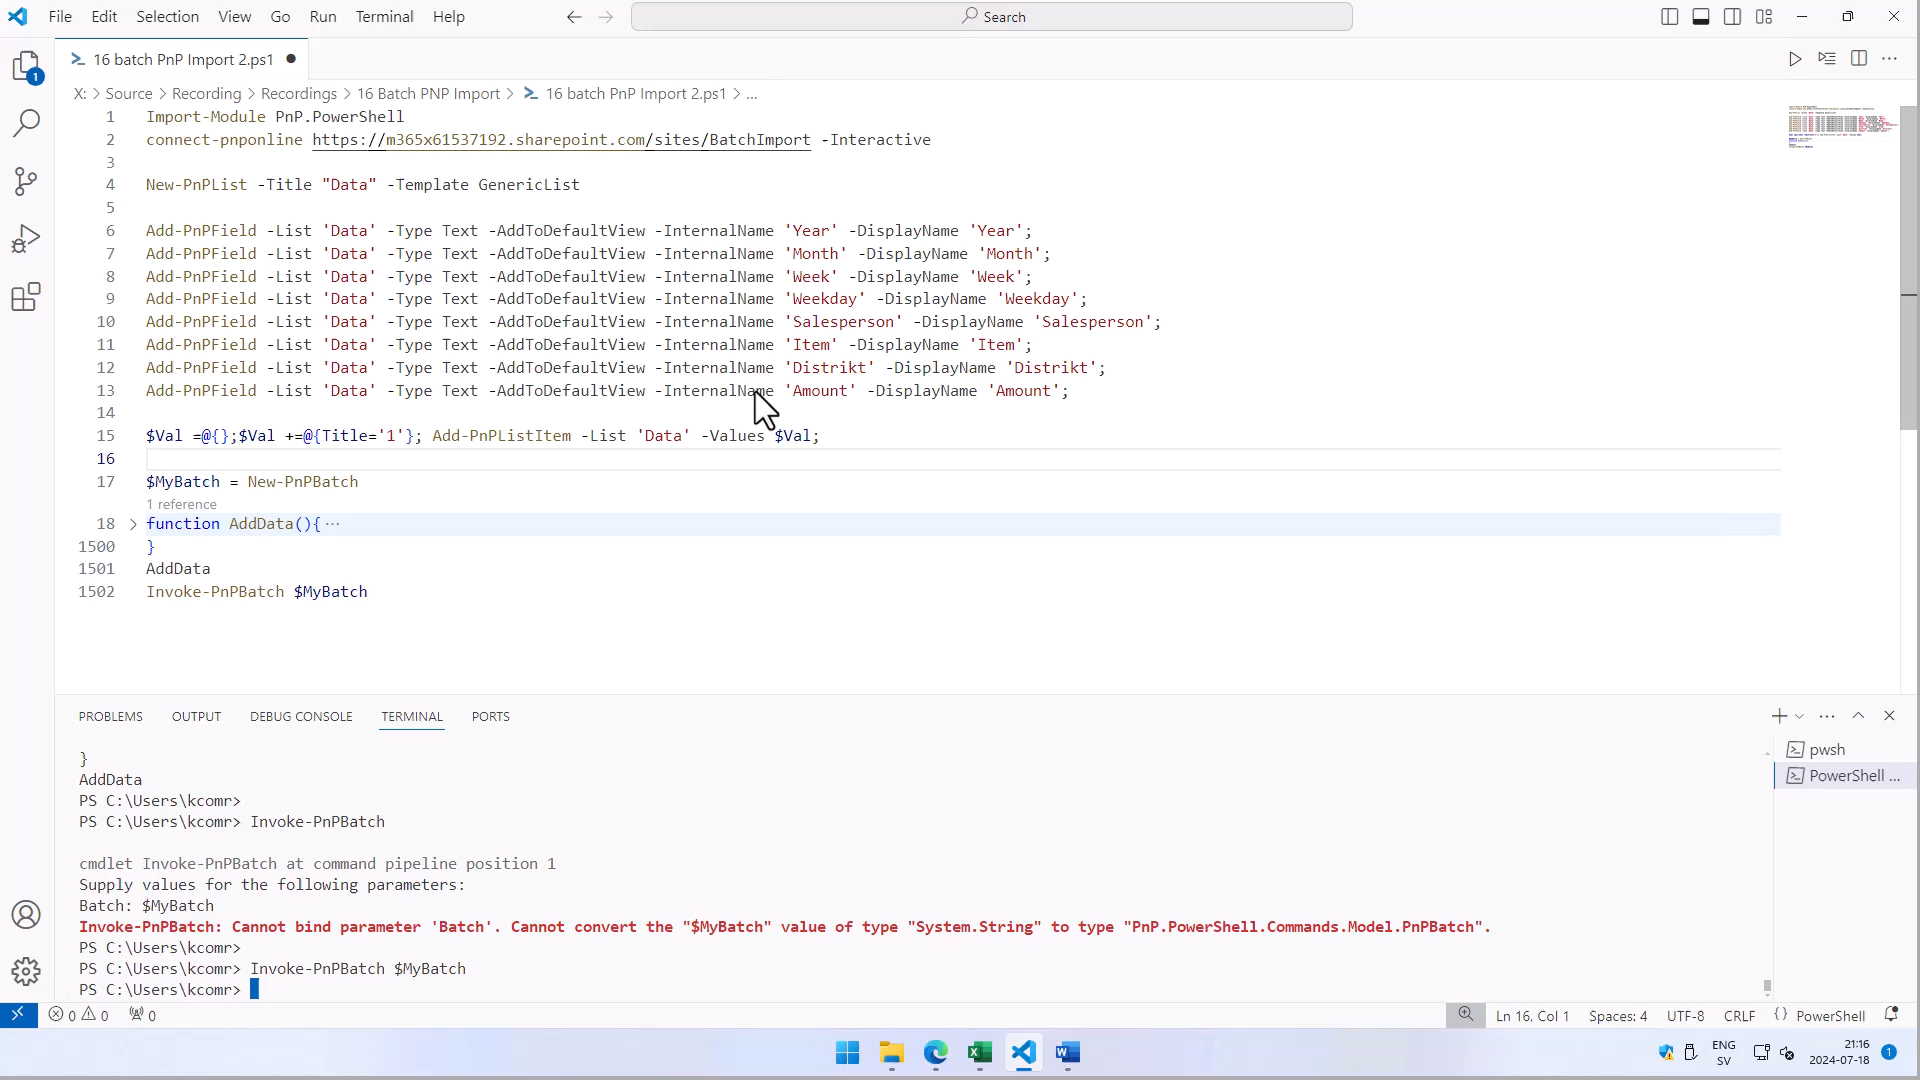 File Edit Selection View Go Run Terminal Help
Search
16 batch PnP Import 2.ps1
1
X: > Source > Recording > Recordings > 16 Batch PNP Import > 16 batch PnP Import 2.ps1 > ...
1 Import-Module PnP.PowerShell
2 connect-pnponline https://m365x61537192.sharepoint.com/sites/BatchImport -Interactive
3
4 New-PnPList -Title "Data" -Template GenericList
5
6 Add-PnPField -List 'Data' -Type Text -AddToDefaultView -InternalName 'Year' -DisplayName 'Year';
7 Add-PnPField -List 'Data' -Type Text -AddToDefaultView -InternalName 'Month' -DisplayName 'Month';
8 Add-PnPField -List 'Data' -Type Text -AddToDefaultView -InternalName 'Week' -DisplayName 'Week';
9 Add-PnPField -List 'Data' -Type Text -AddToDefaultView -InternalName 'Weekday' -DisplayName 'Weekday';
10 Add-PnPField -List 'Data' -Type Text -AddToDefaultView -InternalName 'Salesperson' -DisplayName 'Salesperson';
11 Add-PnPField -List 'Data' -Type Text -AddToDefaultView -InternalName 'Item' -DisplayName 'Item';
12 Add-PnPField -List 'Data' -Type Text -AddToDefaultView -InternalName 'Distrikt' -DisplayName 'Distrikt';
13 Add-PnPField -List 'Data' -Type Text -AddToDefaultView -InternalName 'Amount' -DisplayName 'Amount';
14
15 $Val =@{};$Val +=@{Title='1'}; Add-PnPListItem -List 'Data' -Values $Val;
16
17 $MyBatch = New-PnPBatch
1 reference
18 > function AddData(){ ...
1500 }
1501 AddData
1502 Invoke-PnPBatch $MyBatch
PROBLEMS OUTPUT DEBUG CONSOLE TERMINAL PORTS
}
AddData
PS C:\Users\kcomr>
PS C:\Users\kcomr> Invoke-PnPBatch
cmdlet Invoke-PnPBatch at command pipeline position 1
Supply values for the following parameters:
Batch: $MyBatch
Invoke-PnPBatch: Cannot bind parameter 'Batch'. Cannot convert the "$MyBatch" value of type "System.String" to type "PnP.PowerShell.Commands.Model.PnPBatch".
PS C:\Users\kcomr>
PS C:\Users\kcomr> Invoke-PnPBatch $MyBatch
PS C:\Users\kcomr>
pwsh
PowerShell ...
0 0 0
Ln 16, Col 1 Spaces: 4 UTF-8 CRLF {} PowerShell
ENG
SV
21:16
2024-07-18
1